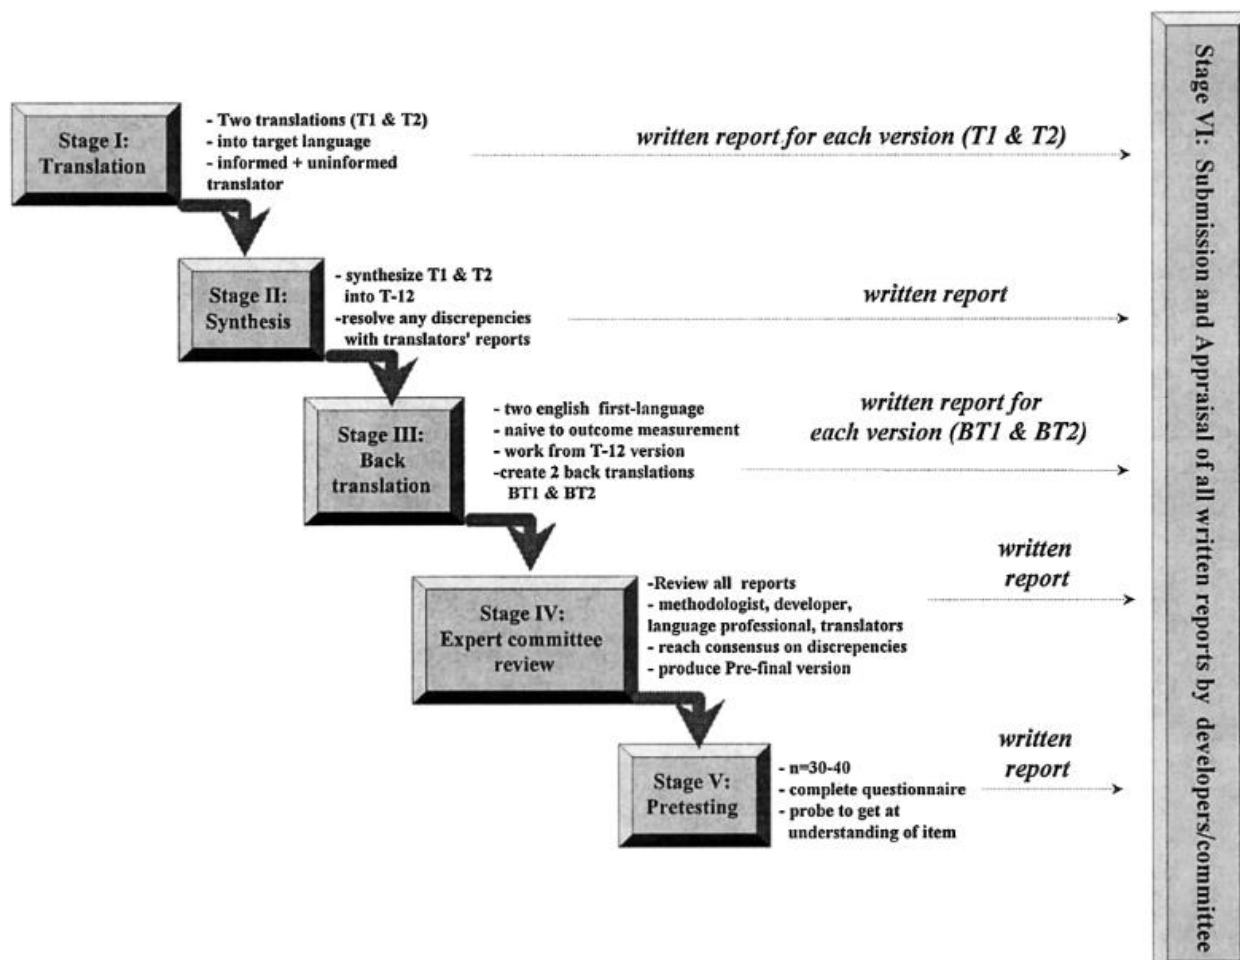 Stage I:
Translation
- Two translations (T1 & T2)
- into target language
- informed + uninformed
translator
written report for each version (T1 & T2)
Stage II:
Synthesis
- synthesize T1 & T2
into T-12
-resolve any discrepencies
with translators' reports
written report
Stage III:
Back
translation
- two english first-language
- naive to outcome measurement
- work from T-12 version
-create 2 back translations
BT1 & BT2
written report for
each version (BT1 & BT2)
Stage IV:
Expert committee
review
-Review all reports
- methodologist, developer,
language professional, translators
- reach consensus on discrepencies
- produce Pre-final version
written
report
Stage V:
Pretesting
- n=30-40
- complete questionnaire
- probe to get at
understanding of item
written
report
Stage VI: Submission and Appraisal of all written reports by developers/committee